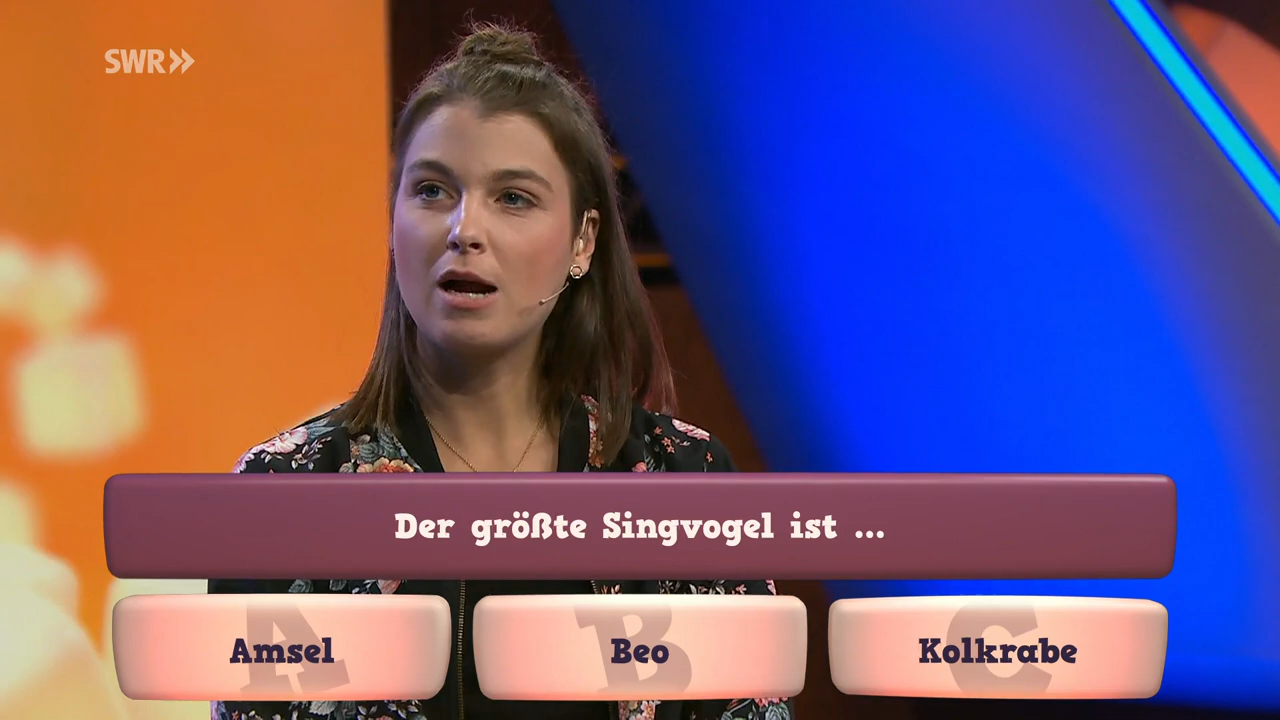 SWR»
Der größte Singvogel ist ...
A
Amsel
B
Beo
C
Kolkrabe